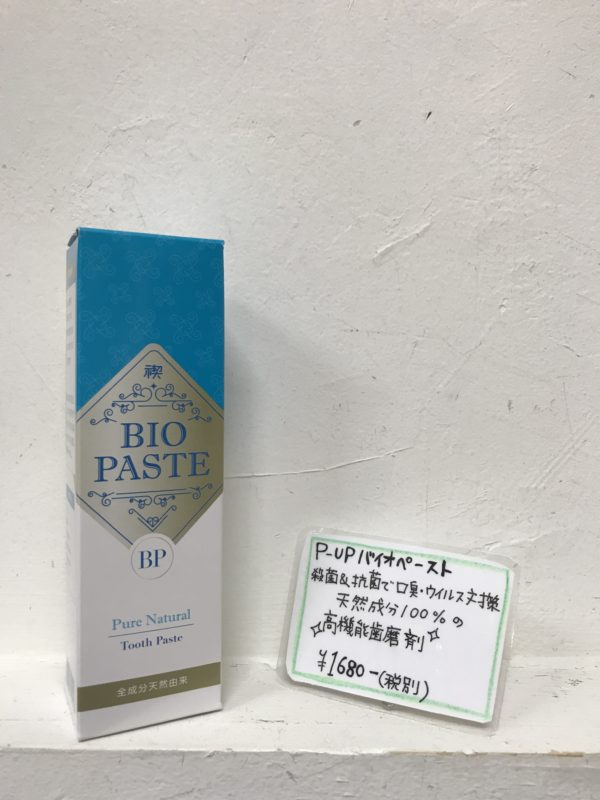 禊
BIO
PASTE
BP
Pure Natural
Tooth Paste
全成分天然由来
P-UP バイオペースト
殺菌&抗菌で口臭・ウイルス対策
天然成分100%の
高機能歯磨剤
¥1680-(税別)